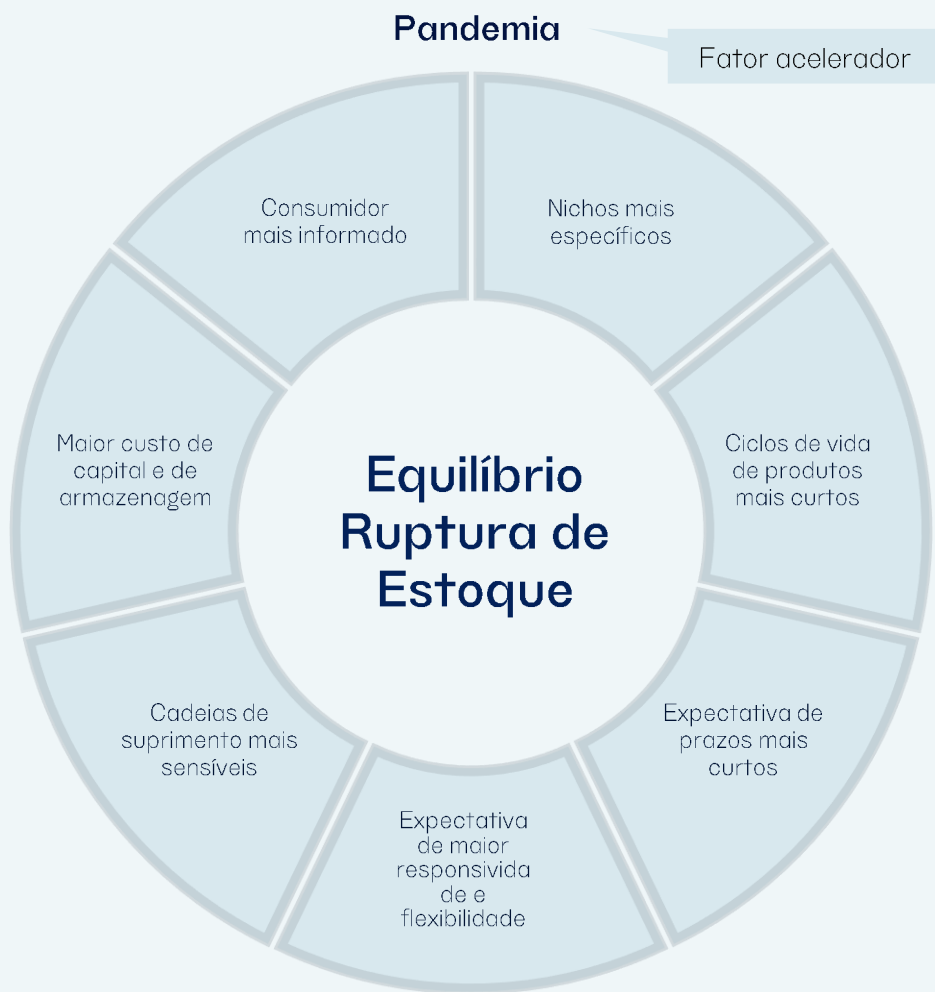 Pandemia
Fator acelerador
Consumidor
mais informado
Nichos mais
específicos
Maior custo de
capital e de
armazenagem
Equilíbrio
Ruptura de
Estoque
Ciclos de vida
de produtos
mais curtos
Cadeias de
suprimento mais
sensíveis
Expectativa de
prazos mais
curtos
Expectativa
de maior
responsivida
de e
flexibilidade